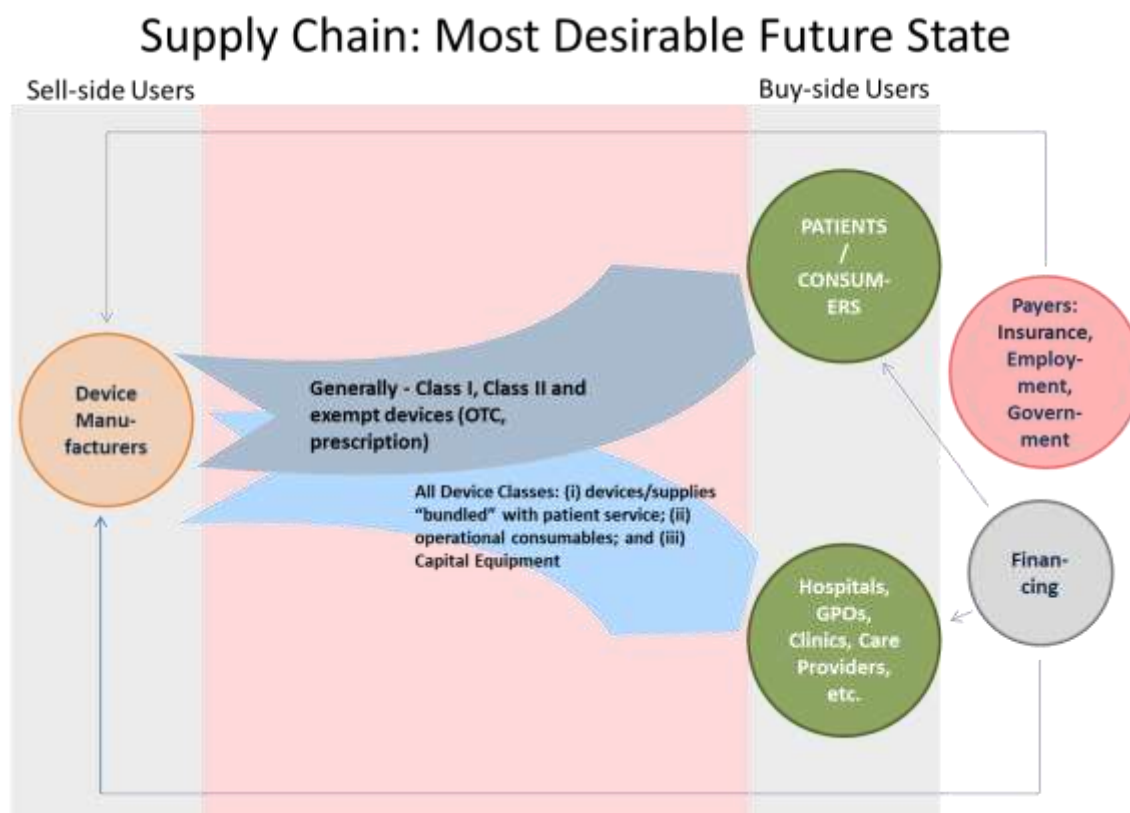 Supply Chain: Most Desirable Future State
Sell-side Users
Buy-side Users
PATIENTS
/
CONSUM-
ERS
Payers:
Insurance,
Employ-
ment,
Govern-
ment
Device
Manu-
facturers
Generally - Class I, Class II and
exempt devices (OTC,
prescription)
All Device Classes: (i) devices/supplies
“bundled” with patient service; (ii)
operational consumables; and (iii)
Capital Equipment
Finan-
cing
Hospitals,
GPOs,
Clinics, Care
Providers,
etc.